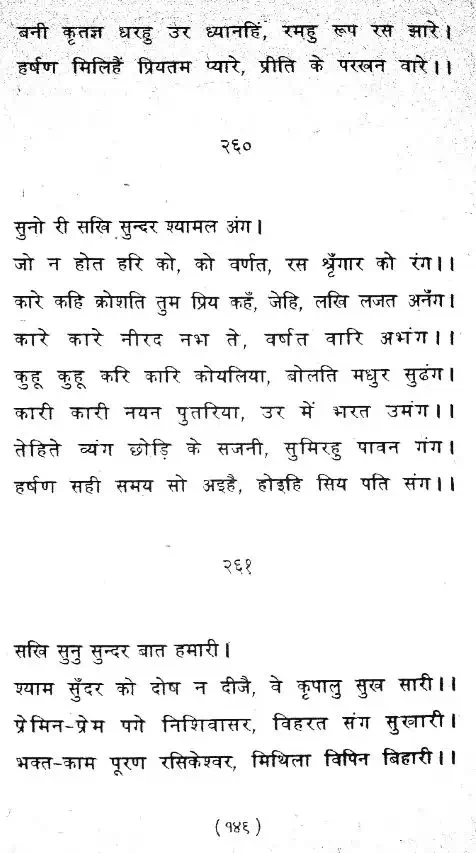 बनी कृतज्ञ धरहु उर ध्यानहिं, रमहु रूप रस झारे।
हर्षण मिलिहैं प्रियतम प्यारे, प्रीति के परखन वारे।।
२६०
सुनो री सखि सुन्दर श्यामल अंग।
जो न होत हरि को, को वर्णत, रस श्रृँगार को रंग।।
कारे कहि क्रोशति तुम प्रिय कहँ, जेहि, लखि लजत अनँग।
कारे कारे नीरद नभ ते, वर्षत वारि अभंग।।
कुहू कुहू करि कारि कोयलिया, बोलति मधुर सुढंग।
कारी कारी नयन पुतरिया, उर में भरत उमंग।।
तेहिते व्यंग छोड़ि के सजनी, सुमिरहु पावन गंग।
हर्षण सही समय सो अइहै, होइहि सिय पति संग।।
२६१
सखि सुनु सुन्दर बात हमारी।
श्याम सुँदर को दोष न दीजै, वे कृपालु सुख सारी।।
प्रेमिन-प्रेम पगे निशिवासर, विहरत संग सुखारी।
भक्त-काम पूरण रसिकेश्वर, मिथिला विपिन बिहारी।।
(१४६)